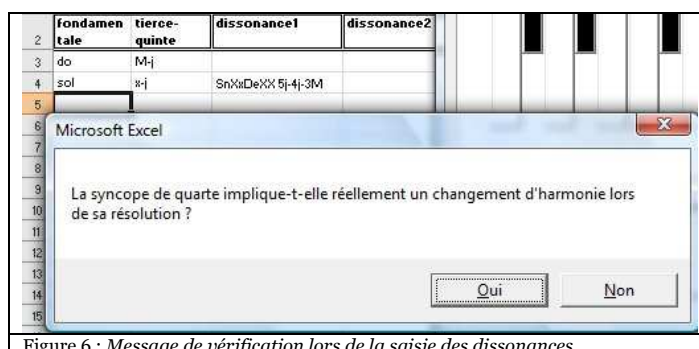 fondamen tierce- dissonance1 dissonance2
2 tale quinte
3 do M-j
4 sol x-j SnXxDeXX 5j-4j-3M
5
6
Microsoft Excel
7
8
9
10
11
12
13
14
15
La syncope de quarte implique-t-elle réellement un changement d'harmonie lors
de sa résolution ?
Oui Non
Figure 6 : Message de vérification lors de la saisie des dissonances